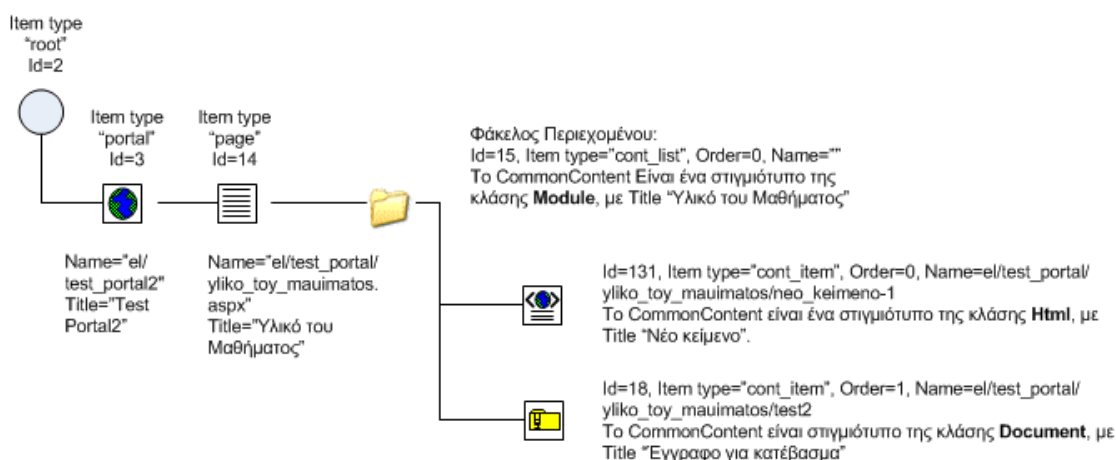 Item type
“root”
Id=2
Item type
“portal”
Id=3
Item type
“page”
Id=14
Φάκελος Περιεχομένου:
Id=15, Item type="cont_list", Order=0, Name=""
Το CommonContent Είναι ένα στιγμιότυπο της
κλάσης Module, με Title “Υλικό του Μαθήματος”
Name="el/
test_portal2"
Title="Test
Portal2”
Name="el/test_portal/
yliko_toy_mauimatos.
aspx"
Title="Υλικό του
Μαθήματος”
Id=131, Item type="cont_item", Order=0, Name=el/test_portal/
yliko_toy_mauimatos/neo_keimeno-1
Το CommonContent είναι ένα στιγμιότυπο της κλάσης Html, με
Title “Νέο κείμενο”.
Id=18, Item type="cont_item", Order=1, Name=el/test_portal/
yliko_toy_mauimatos/test2
Το CommonContent είναι στιγμιότυπο της κλάσης Document, με
Title “Έγγραφο για κατέβασμα”